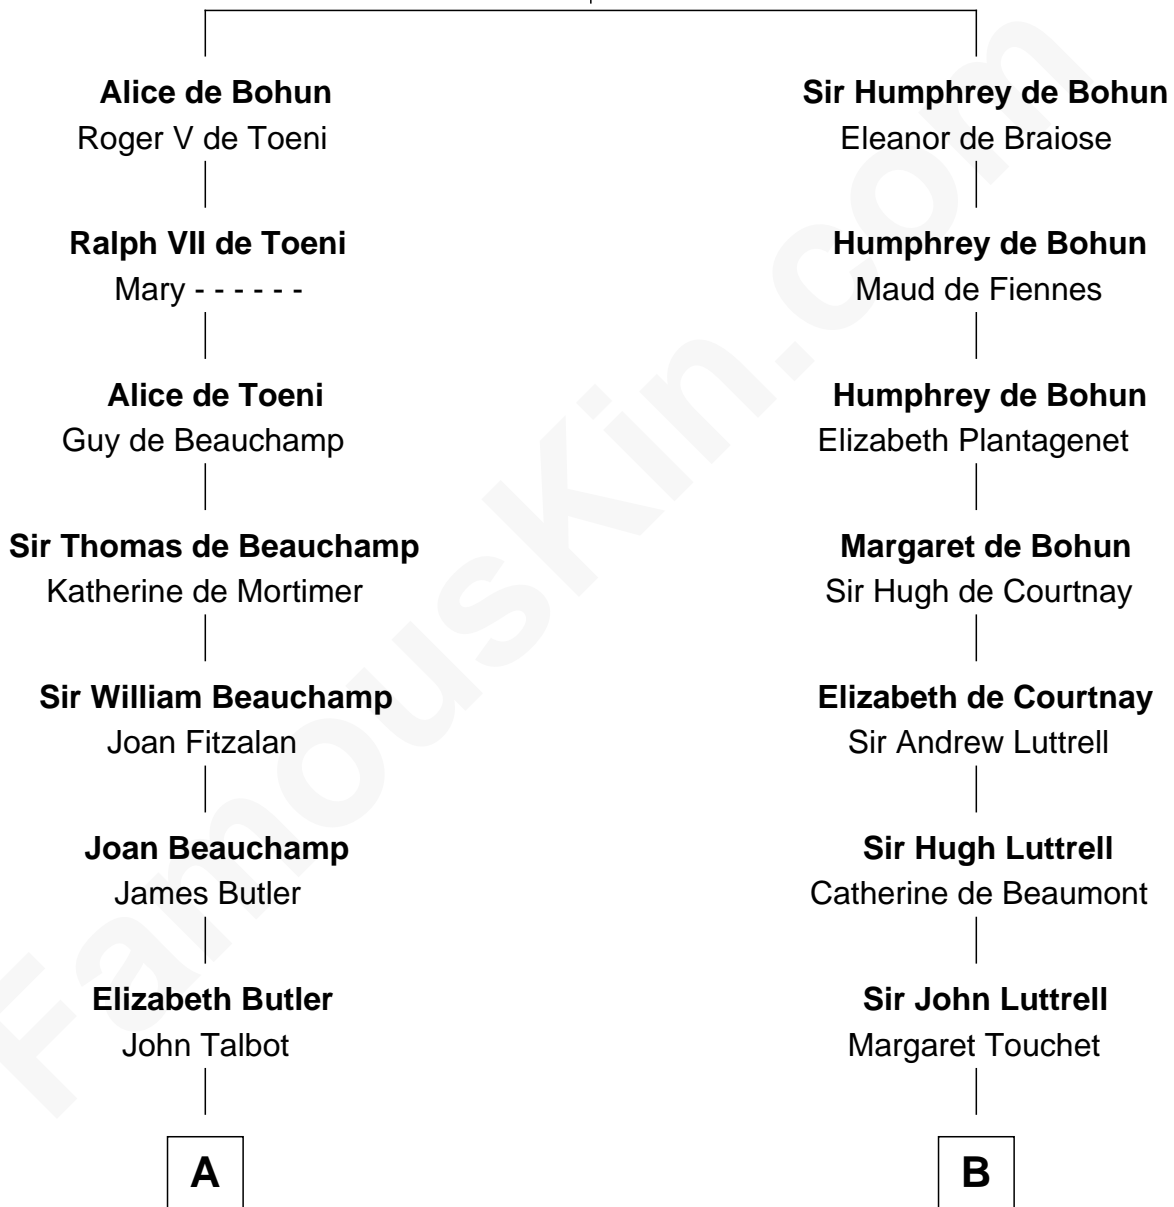 Alice de Bohun
Roger V de Toeni
Ralph VII de Toeni
Mary - - - - - -
Alice de Toeni
Guy de Beauchamp
Sir Thomas de Beauchamp
Katherine de Mortimer
Sir William Beauchamp
Joan Fitzalan
Joan Beauchamp
James Butler
Elizabeth Butler
John Talbot
A
Sir Humphrey de Bohun
Eleanor de Braiose
Humphrey de Bohun
Maud de Fiennes
Humphrey de Bohun
Elizabeth Plantagenet
Margaret de Bohun
Sir Hugh de Courtnay
Elizabeth de Courtnay
Sir Andrew Luttrell
Sir Hugh Luttrell
Catherine de Beaumont
Sir John Luttrell
Margaret Touchet
B
FamousKin.com